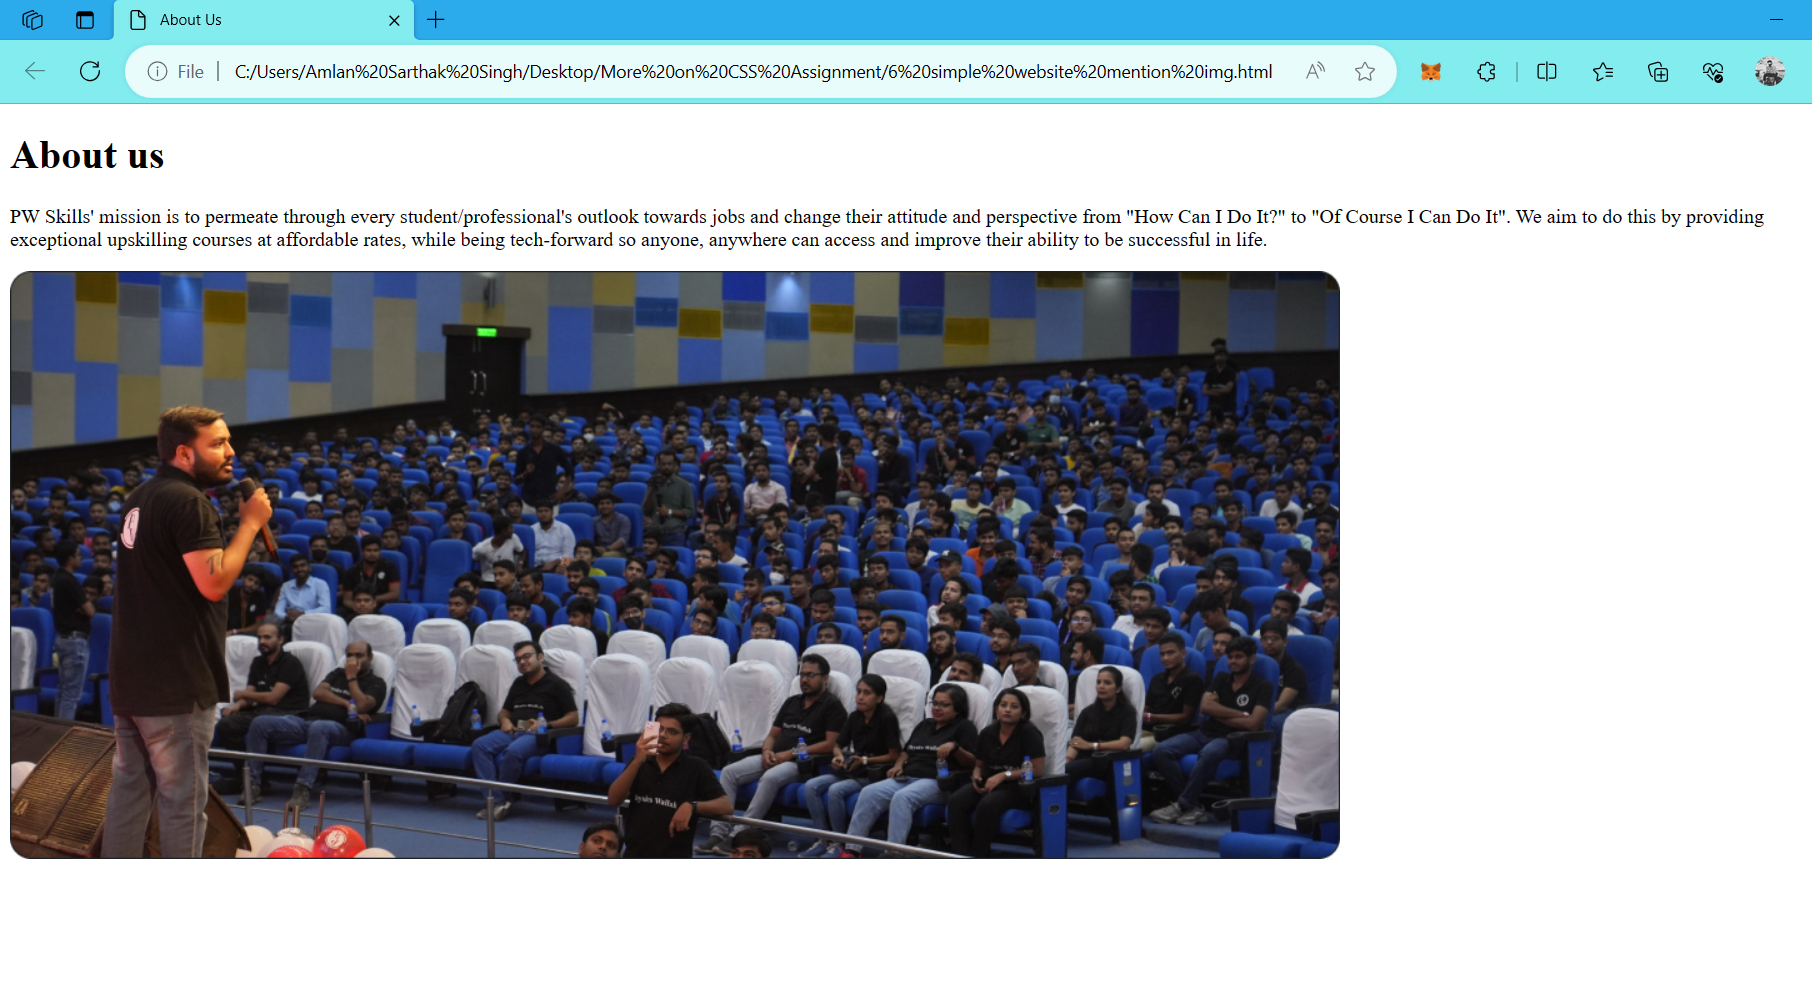 About Us
File
C:/Users/Amlan%20Sarthak%20Singh/Desktop/More%20on%20CSS%20Assignment/6%20simple%20website%20mention%20img.html
About us
PW Skills' mission is to permeate through every student/professional's outlook towards jobs and change their attitude and perspective from "How Can I Do It?" to "Of Course I Can Do It". We aim to do this by providing
exceptional upskilling courses at affordable rates, while being tech-forward so anyone, anywhere can access and improve their ability to be successful in life.